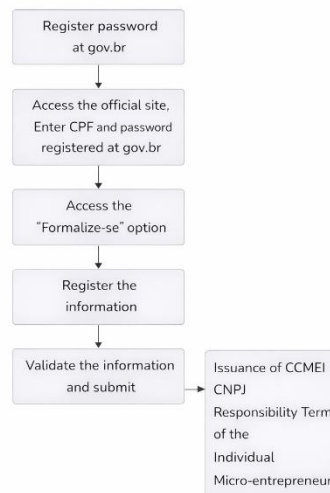 Register password
at gov.br
Access the official site,
Enter CPF and password
registered at gov.br
Access the
"Formalize-se" option
Register the
information
Validate the information
and submit
Issuance of CCMEI
CNPJ
Responsibility Term
of the
Individual
Micro-entrepreneur